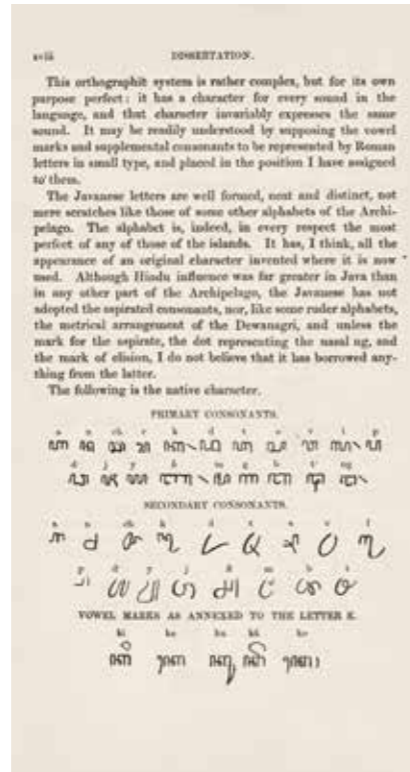 xviii DISSERTATION.
This orthographic system is rather complex, but for its own
purpose perfect: it has a character for every sound in the
language, and that character invariably expresses the same
sound. It may be readily understood by supposing the vowel
marks and supplemental consonants to be represented by Roman
letters in small type, and placed in the position I have assigned
to them.
The Javanese letters are well formed, neat and distinct, not
mere scratches like those of some other alphabets of the Archi-
pelago. The alphabet is, indeed, in every respect the most
perfect of any of those of the islands. It has, I think, all the
appearance of an original character invented where it is now
used. Although Hindu influence was far greater in Java than
in any other part of the Archipelago, the Javanese has not
adopted the aspirated consonants, nor, like some ruder alphabets,
the metrical arrangement of the Dewanagri, and unless the
mark for the aspirate, the dot representing the nasal ng, and
the mark of elision, I do not believe that it has borrowed any-
thing from the latter.
The following is the native character.
PRIMARY CONSONANTS.
SECONDARY CONSONANTS.
VOWEL MARKS AS ANNEXED TO THE LETTER K.